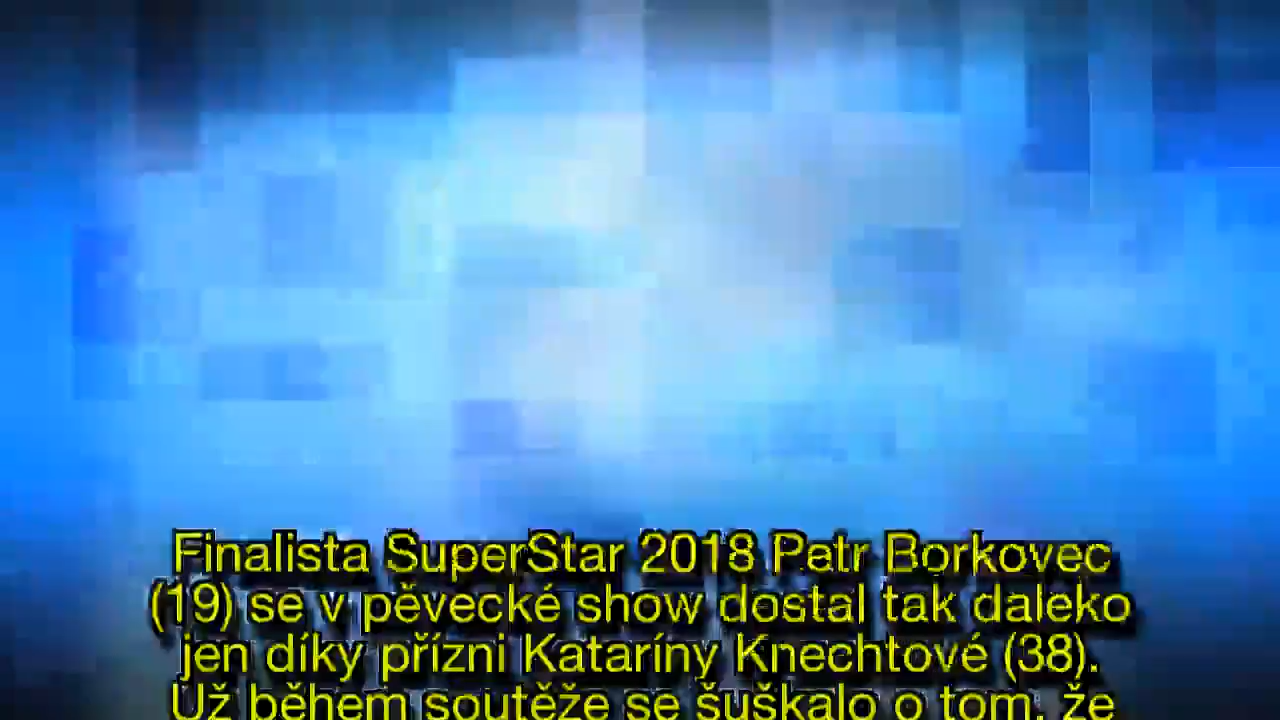 Finalista SuperStar 2018 Petr Borkovec
(19) se v pěvecké show dostal tak daleko
jen díky přízni Kataríny Knechtové (38).
Už během soutěže se šuškalo o tom, že